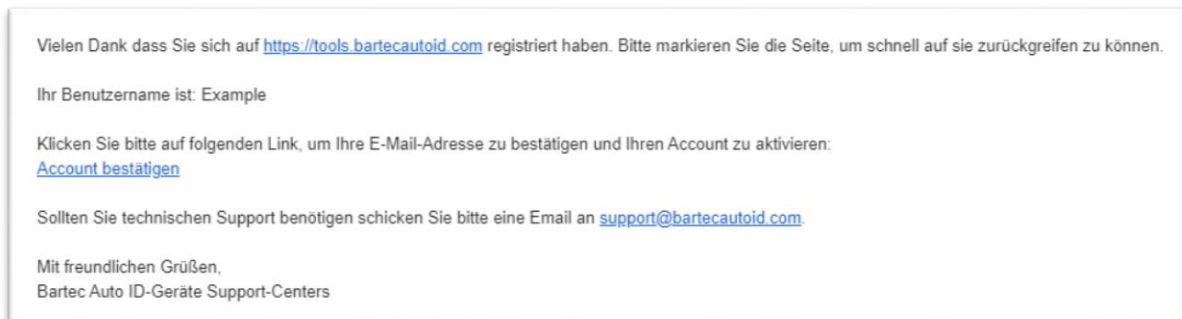 Vielen Dank dass Sie sich auf https://tools.bartecautoid.com registriert haben. Bitte markieren Sie die Seite, um schnell auf sie zurückgreifen zu können.
Ihr Benutzername ist: Example
Klicken Sie bitte auf folgenden Link, um Ihre E-Mail-Adresse zu bestätigen und Ihren Account zu aktivieren:
Account bestätigen
Sollten Sie technischen Support benötigen schicken Sie bitte eine Email an support@bartecautoid.com.
Mit freundlichen Grüßen,
Bartec Auto ID-Geräte Support-Centers